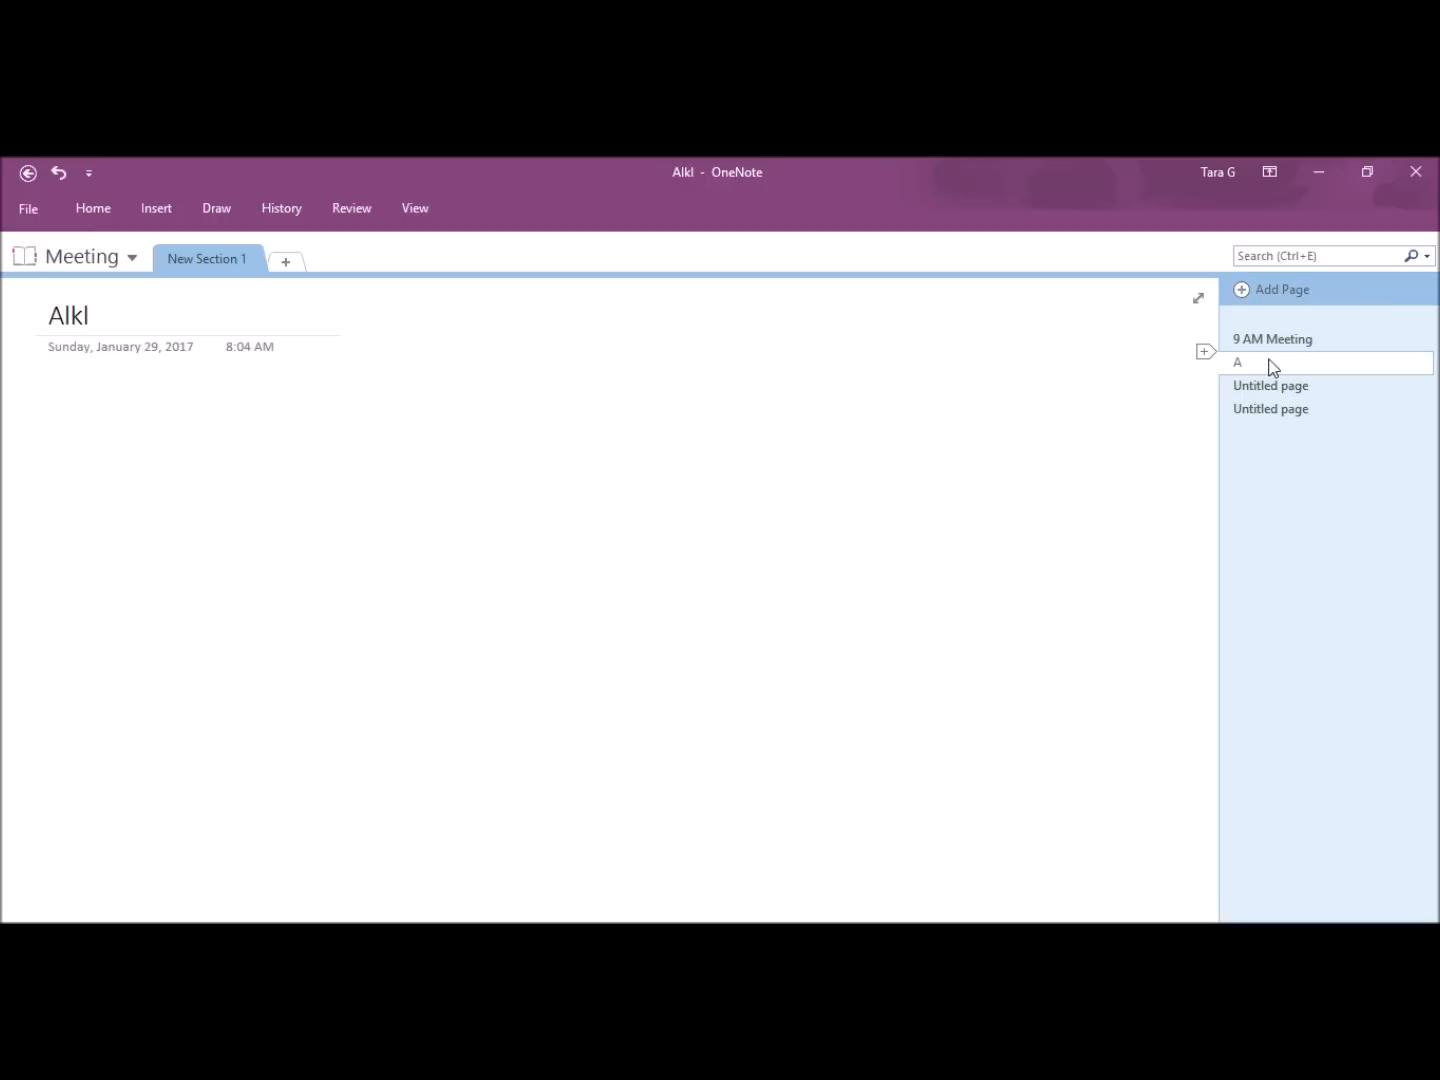 Alkl - OneNote
Tara G
File Home Insert Draw History Review View
Meeting New Section 1
Search (Ctrl+E)
Add Page
Alkl
Sunday, January 29, 2017 8:04 AM
9 AM Meeting
A
Untitled page
Untitled page